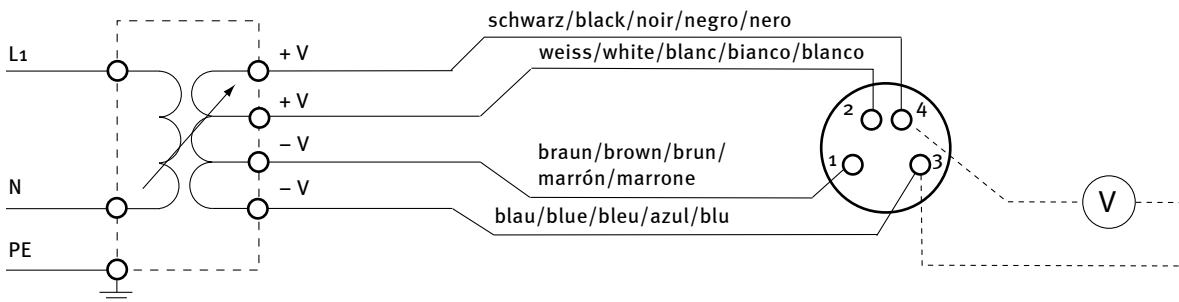 schwarz/black/noir/negro/nero
weiss/white/blanc/bianco/blanco
L1
+ V
+ V
2
4
– V
braun/brown/brun/
marrón/marrone
1
3
N
– V
V
blau/blue/bleu/azul/blu
PE